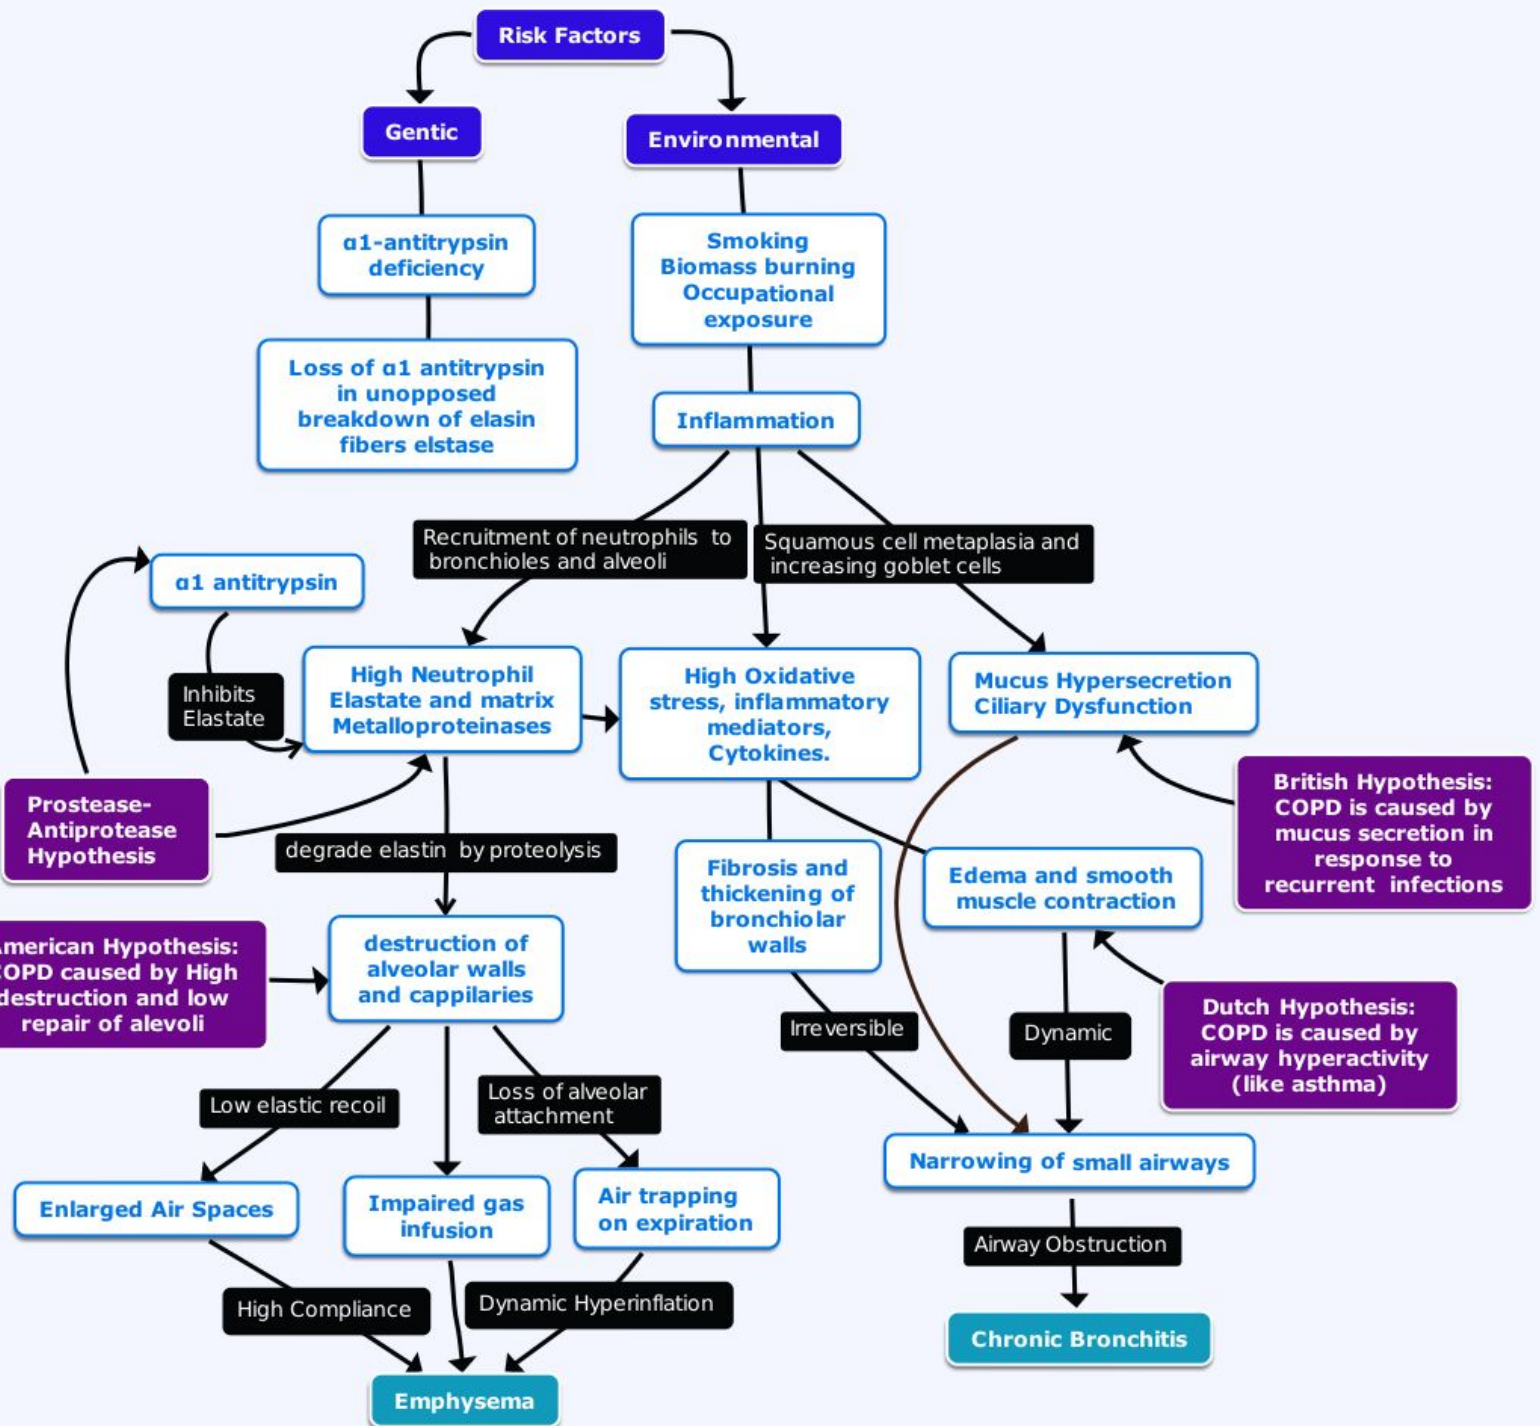 Risk Factors
Gentic
Environmental
α1-antitrypsin
deficiency
Smoking
Biomass burning
Occupational
exposure
Loss of α1 antitrypsin
in unopposed
breakdown of elasin
fibers elstase
Inflammation
Recruitment of neutrophils to
bronchioles and alveoli
Squamous cell metaplasia and
increasing goblet cells
α1 antitrypsin
Inhibits
Elastate
High Neutrophil
Elastate and matrix
Metalloproteinases
High Oxidative
stress, inflammatory
mediators,
Cytokines.
Mucus Hypersecretion
Ciliary Dysfunction
Prostease-
Antiprotease
Hypothesis
British Hypothesis:
COPD is caused by
mucus secretion in
response to
recurrent infections
degrade elastin by proteolysis
Fibrosis and
thickening of
bronchiolar
walls
Edema and smooth
muscle contraction
American Hypothesis:
COPD caused by High
destruction and low
repair of alevoli
destruction of
alveolar walls
and cappilaries
Dutch Hypothesis:
COPD is caused by
airway hyperactivity
(like asthma)
Irreversible
Dynamic
Low elastic recoil
Loss of alveolar
attachment
Narrowing of small airways
Enlarged Air Spaces
Impaired gas
infusion
Air trapping
on expiration
Airway Obstruction
High Compliance
Dynamic Hyperinflation
Chronic Bronchitis
Emphysema